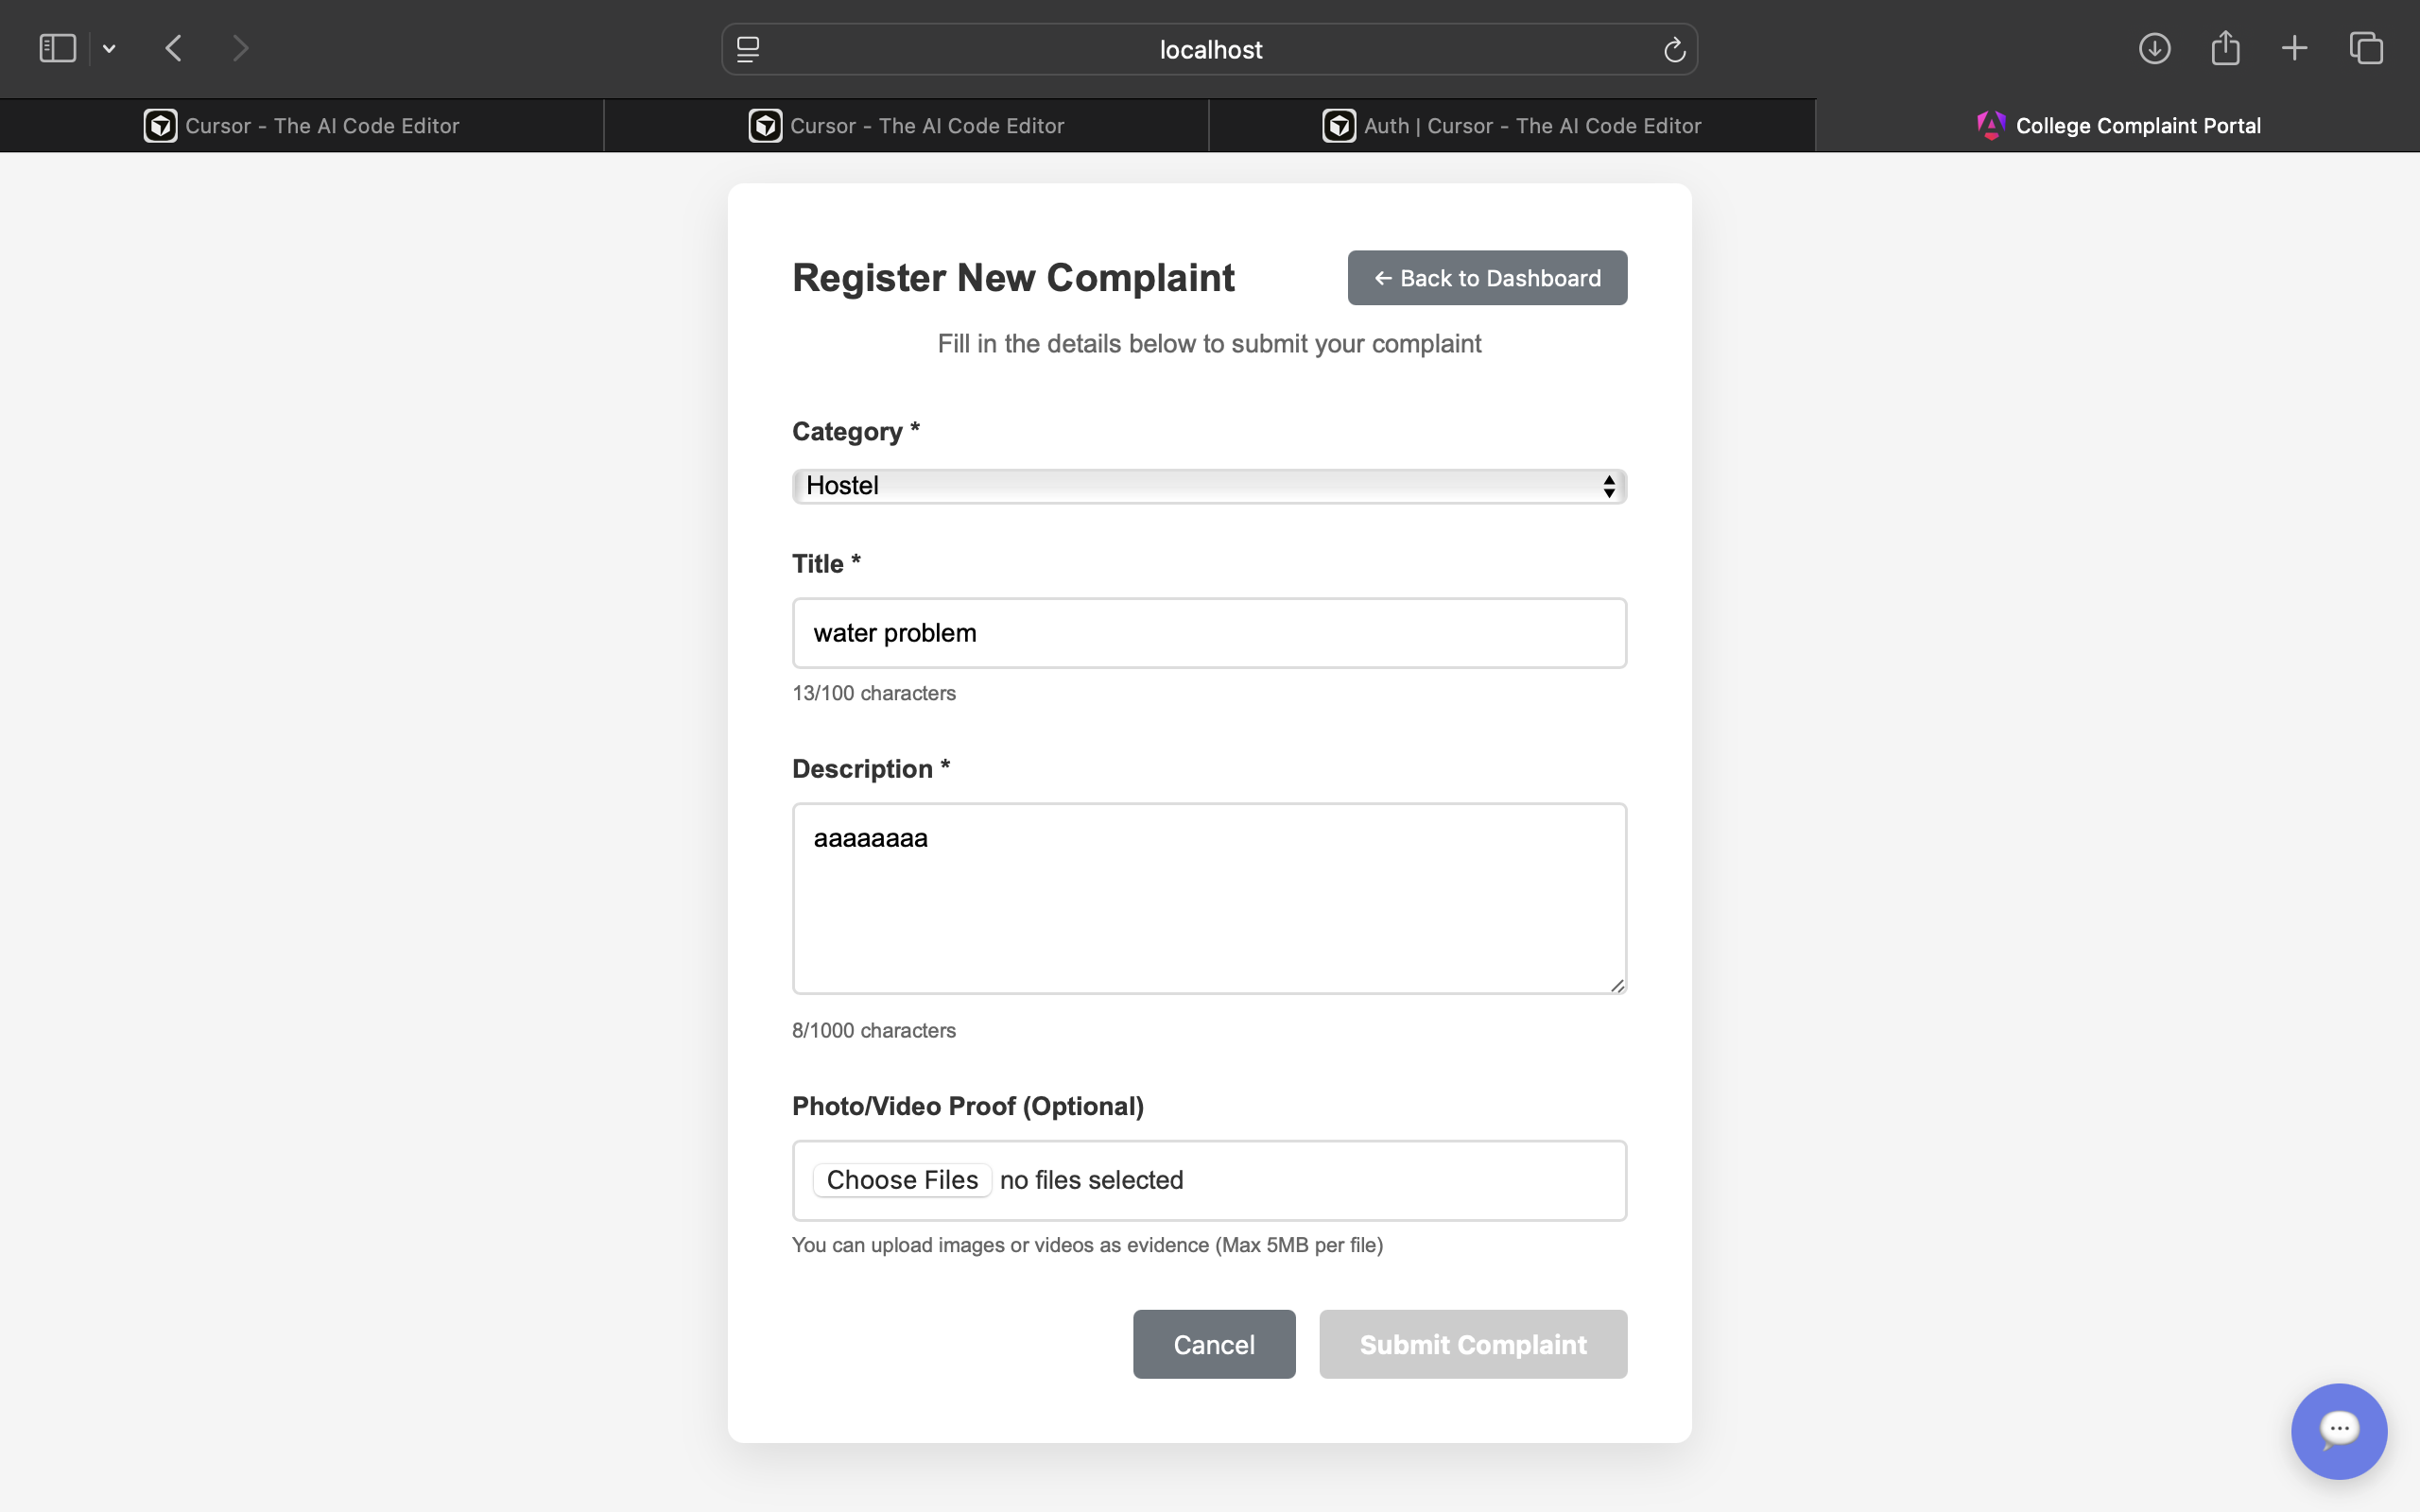 localhost
Cursor - The AI Code Editor
Cursor - The AI Code Editor
Auth | Cursor - The AI Code Editor
College Complaint Portal
Register New Complaint
← Back to Dashboard
Fill in the details below to submit your complaint
Category *
Hostel
Title *
water problem
13/100 characters
Description *
aaaaaaaa
8/1000 characters
Photo/Video Proof (Optional)
Choose Files no files selected
You can upload images or videos as evidence (Max 5MB per file)
Cancel
Submit Complaint